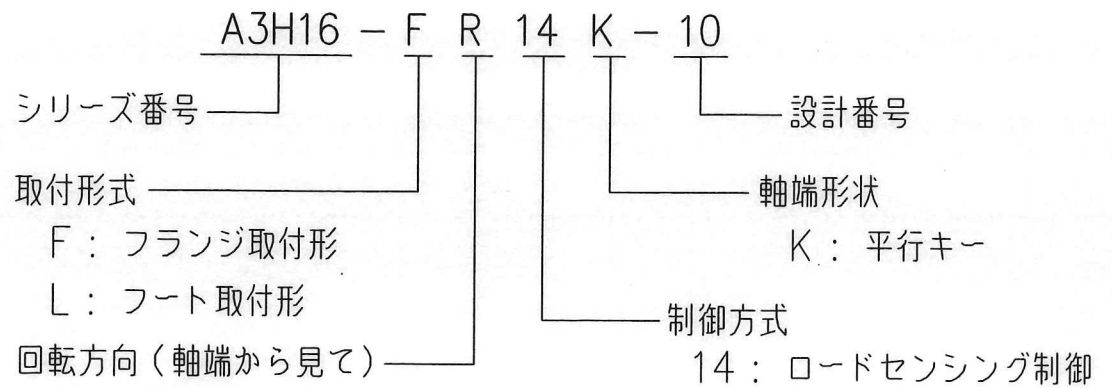 A3H16 - F R 14 K - 10
シリーズ番号
設計番号
取付形式
軸端形状
F : フランジ取付形
K : 平行キー
L : フート取付形
制御方式
回転方向(軸端から見て)
14 : ロードセンシング制御